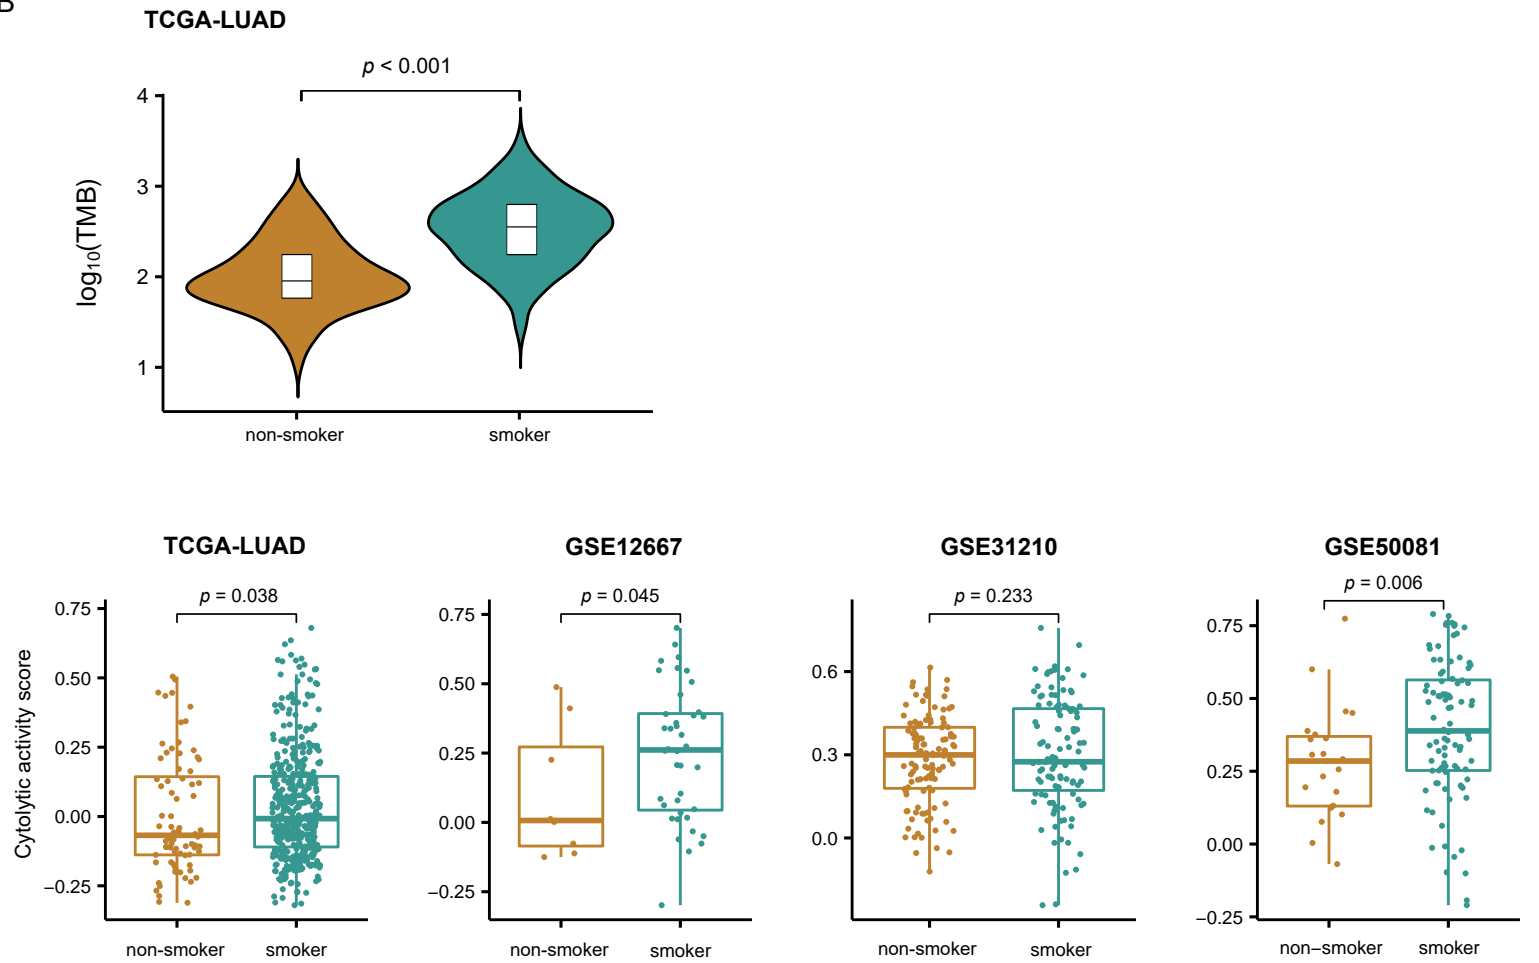 B
TCGA-LUAD
p < 0.001
4
3
2
1
log10(TMB)
non-smoker smoker
TCGA-LUAD GSE12667 GSE31210 GSE50081
p = 0.038 p = 0.045 p = 0.233 p = 0.006
Cytolytic activity score
0.75
0.50
0.25
0.00
−0.25
non-smoker smoker
0.75
0.50
0.25
0.00
−0.25
non-smoker smoker
0.6
0.3
0.0
non-smoker smoker
0.75
0.50
0.25
0.00
−0.25
non−smoker smoker